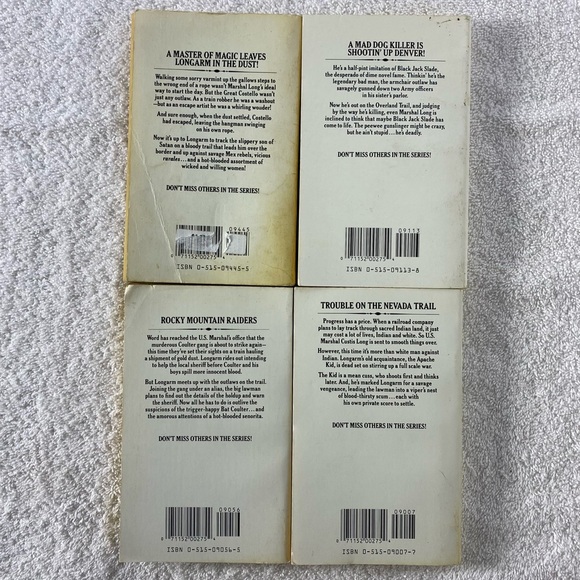 A MASTER OF MAGIC LEAVES
LONGARM IN THE DUST!
Walking some sorry varmint up the gallows steps to
the wrong end of a rope wasn't Marshal Long's ideal
way to start the day. But the Great Costello wasn't
just any outlaw. As a train robber he was a washout
–but as an escape artist he was a whirling wonder!
And sure enough, when the dust settled, Costello
had escaped, leaving the hangman swinging
on his own rope.
Now it's up to Longarm to track the slippery son of
Satan on a bloody trail that leads him over the
border and up against savage Mex rebels, vicious
rurales... and a hot-blooded assortment of
wicked and willing women!
DON'T MISS OTHERS IN THE SERIES!
09445
71152 00275 4
ISBN 0-515-09445-5
A MAD DOG KILLER IS
SHOOTIN' UP DENVER!
He's a half-pint imitation of Black Jack Slade,
the desperado of dime novel fame. Thinkin' he's the
legendary bad man, the armchair outlaw has
savagely gunned down two Army officers
in his sister's parlor.
Now he's out on the Overland Trail, and judging
by the way he's killing, even Marshal Long is
inclined to think that maybe Black Jack Slade has
come to life. The peewee gunslinger might be crazy,
but he ain't stupid...he's deadly.
DON'T MISS OTHERS IN THE SERIES!
09113
71152 00275 4
ISBN 0-515-09113-8
ROCKY MOUNTAIN RAIDERS
Word has reached the U.S. Marshal's office that the
murderous Coulter gang is about to strike again—
this time they've set their sights on a train hauling
a shipment of gold dust. Longarm rides out intending
to help the local sheriff before Coulter and his
boys spill more innocent blood.
But Longarm meets up with the outlaws on the trail.
Joining the gang under an alias, the big lawman
plans to find out the details of the holdup and warn
the sheriff. Now all he has to do is outlive the
suspicions of the trigger-happy Bat Coulter...and
the amorous attentions of a hot-blooded senorita.
DON'T MISS OTHERS IN THE SERIES!
09056
71152 00275 4
ISBN 0-515-09056-5
TROUBLE ON THE NEVADA TRAIL
Progress has a price. When a railroad company
plans to lay track through sacred Indian land, it just
may cost a lot of lives, Indian and white. So U.S.
Marshal Custis Long is sent to smooth things over.
However, this time it's more than white man against
Indian. Longarm's old acquaintance, the Apache
Kid, is dead set on stirring up a full scale war.
The Kid is a mean cuss, who shoots first and thinks
later. And, he's marked Longarm for a savage
vengeance, leading the lawman into a viper's nest
of blood-thirsty scum...each with
his own private score to settle.
DON'T MISS OTHERS IN THE SERIES!
09007
71152 00275 4
ISBN 0-515-09007-7